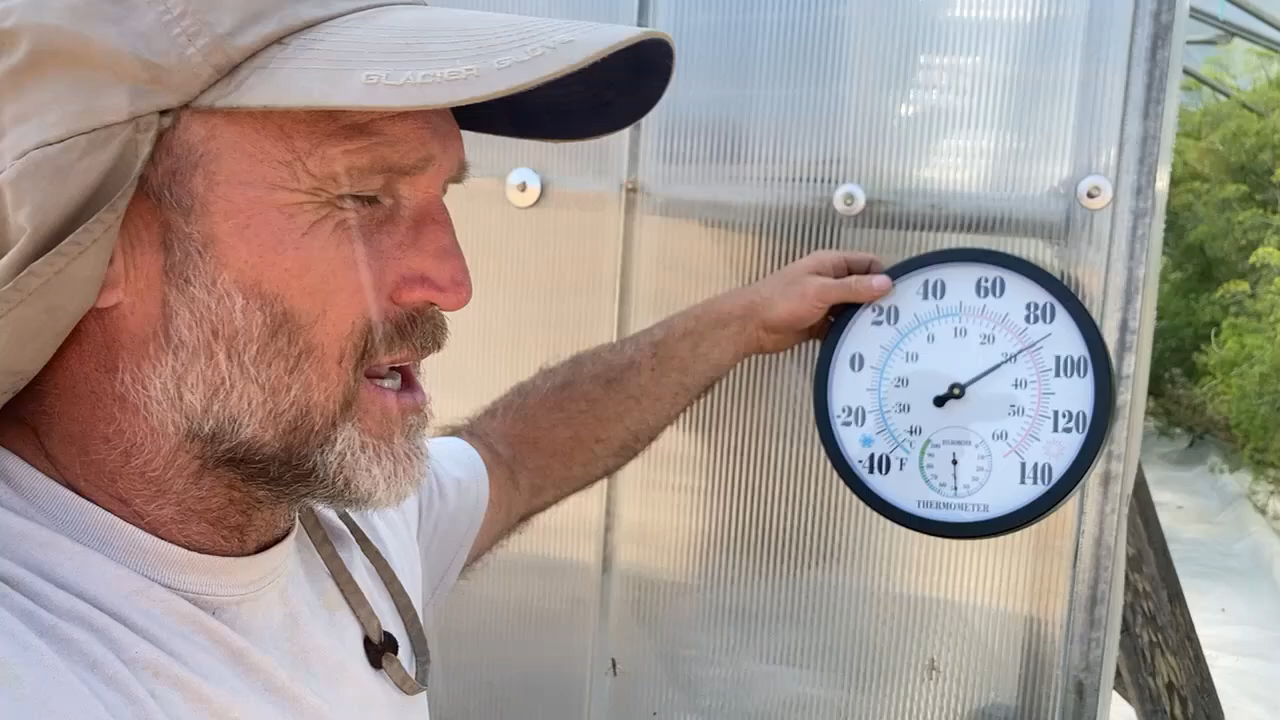 GLACIER GLOVE
40 60
20 80
0 100
-20 120
-40 °F 140
0 10 20
-10 30
-20 40
-30 50
-40 °C 60
HYGROMETER
THERMOMETER